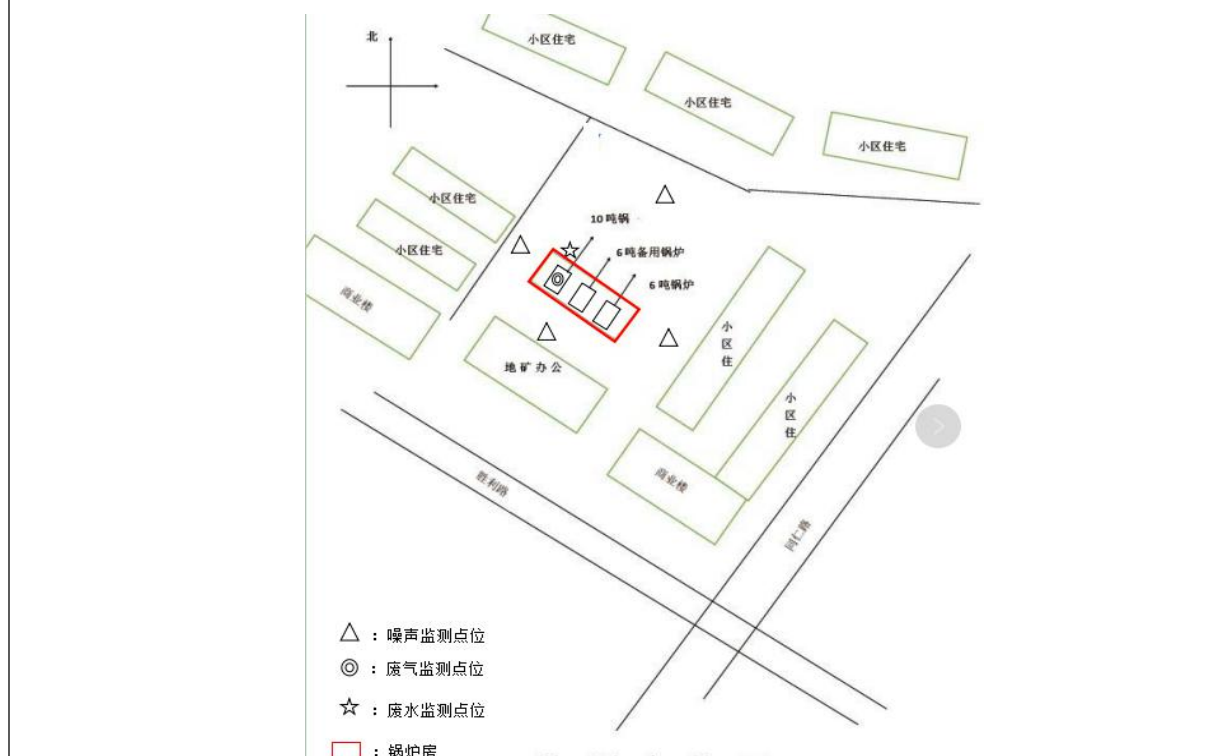 北
小区住宅
小区住宅
小区住宅
小区住宅
小区住宅
商业楼
10吨锅
6吨备用锅炉
6吨锅炉
小区住
小区住
地矿办公
商业楼
胜利路
同仁路
△：噪声监测点位
◎：废气监测点位
☆：废水监测点位
：锅炉房